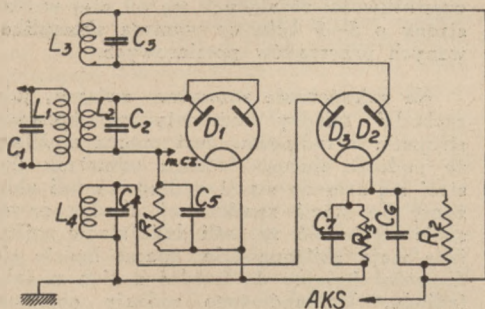 L3 C3
L1 C1
L2 C2
D1
D3 D2
m.cz.
L4 C4 R1 C5
C7 R3 C6 R2
AKS